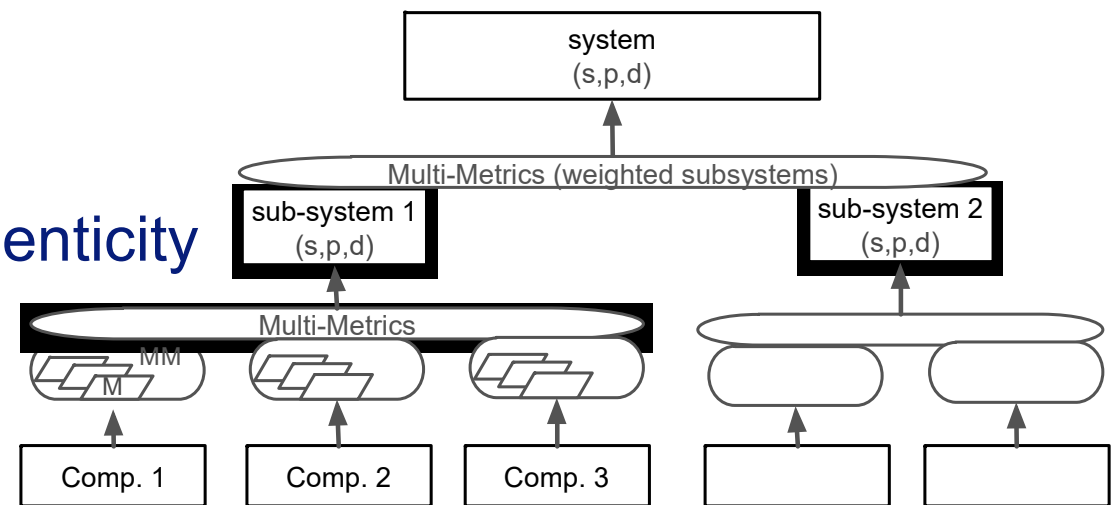 system
(s,p,d)
Multi-Metrics (weighted subsystems)
sub-system 1
(s,p,d)
sub-system 2
(s,p,d)
enticity
Multi-Metrics
MM
M
Comp. 1
Comp. 2
Comp. 3